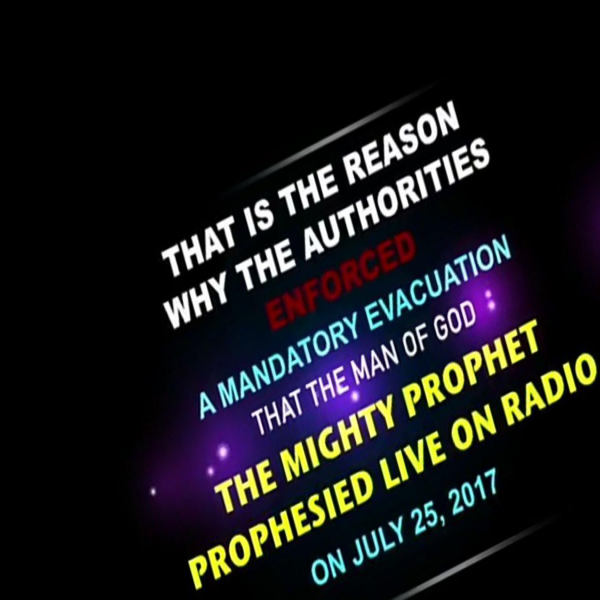 THAT IS THE REASON
WHY THE AUTHORITIES
ENFORCED
A MANDATORY EVACUATION
THAT THE MAN OF GOD
THE MIGHTY PROPHET
PROPHESIED LIVE ON RADIO
ON JULY 25, 2017